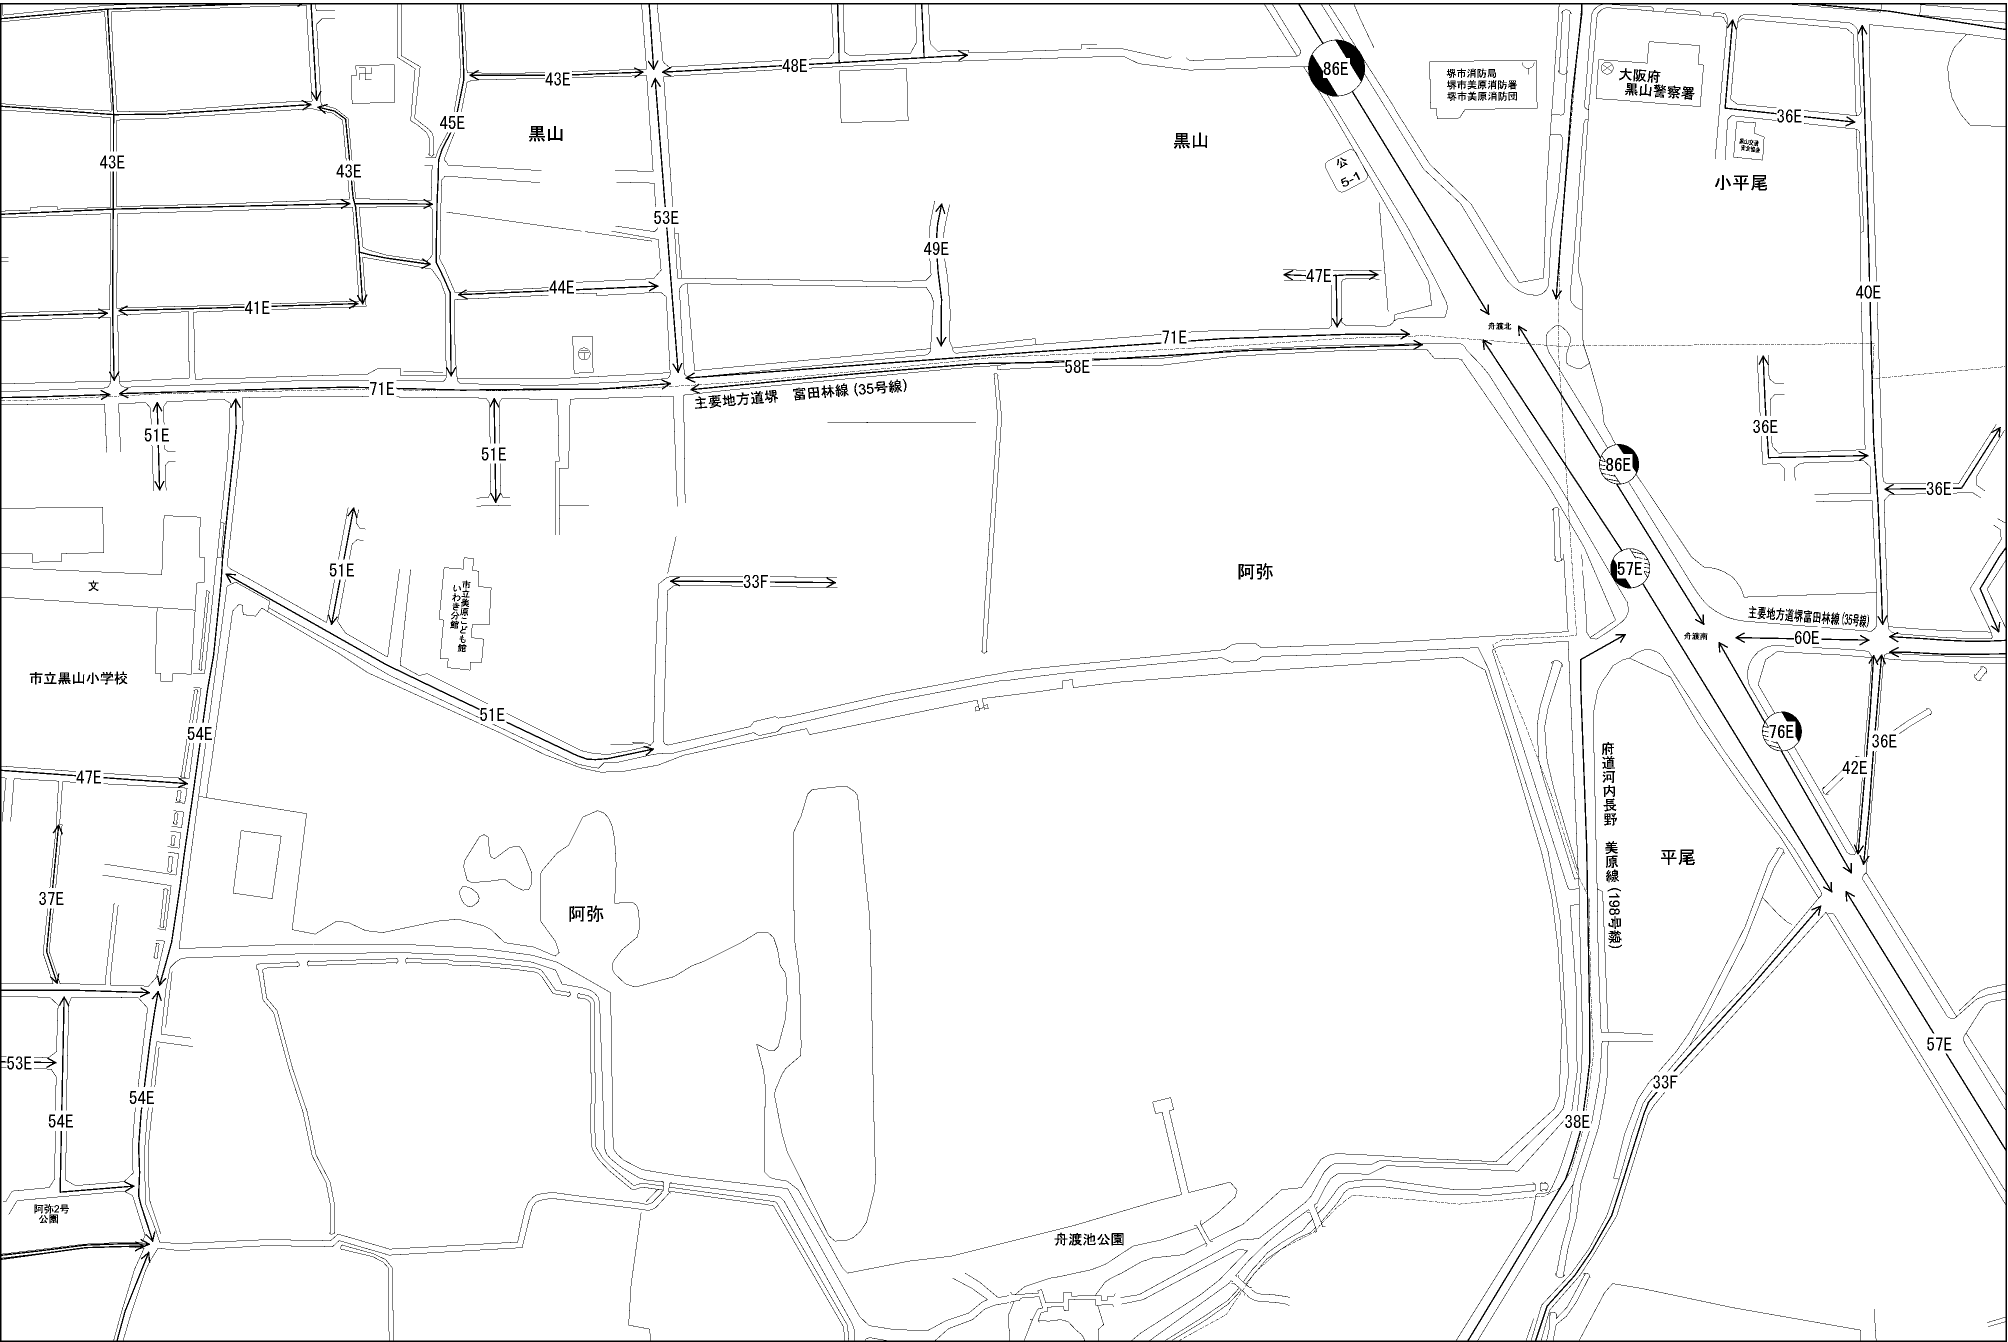 86E
48E
43E
堺市消防局
堺市美原消防署
堺市美原消防団
大阪府
黒山警察署
36E
45E
黒山
黒山
43E
43E
公
5-1
小平尾
53E
49E
47E
44E
40E
41E
舟渡北
71E
58E
71E
主要地方道堺 富田林線(35号線)
51E
51E
36E
86E
36E
51E
33F
阿弥
57E
文
市立美原こども館
いわき分館
主要地方道堺富田林線(35号線)
舟渡南
60E
市立黒山小学校
51E
54E
76E
36E
42E
47E
府道河内長野 美原線(198号線)
平尾
37E
阿弥
57E
53E
33F
54E
54E
38E
阿弥2号
公園
舟渡池公園